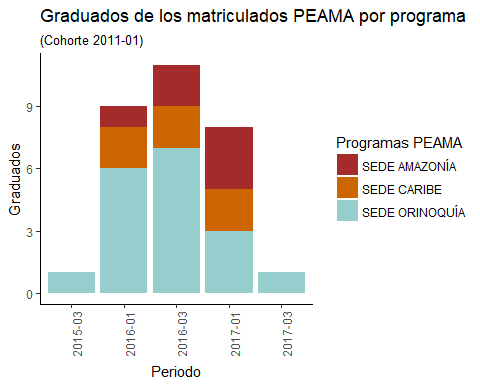 Graduados de los matriculados PEAMA por programa
(Cohorte 2011-01)
Graduados
9
6
3
0
2015-03
2016-01
2016-03
2017-01
2017-03
Periodo
Programas PEAMA
SEDE AMAZONÍA
SEDE CARIBE
SEDE ORINOQUÍA